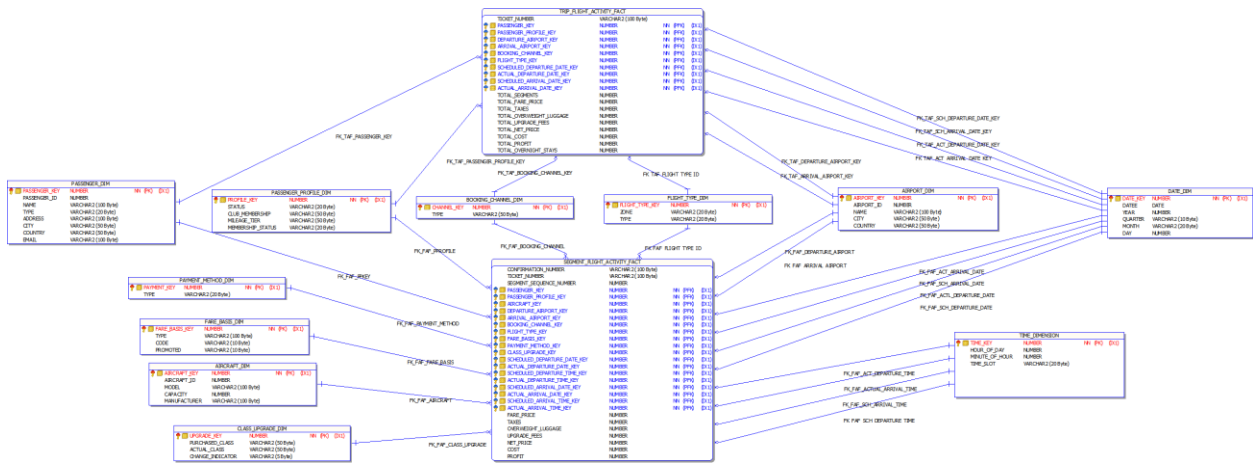 TRIP_FLIGHT_ACTIVITY_FACT
TICKET_NUMBER VARCHAR2 (100 Byte)
PASSENGER_KEY NUMBER NN (PFK) (IX1)
PASSENGER_PROFILE_KEY NUMBER NN (PFK) (IX1)
DEPARTURE_AIRPORT_KEY NUMBER NN (PFK) (IX1)
ARRIVAL_AIRPORT_KEY NUMBER NN (PFK) (IX1)
BOOKING_CHANNEL_KEY NUMBER NN (PFK) (IX1)
FLIGHT_TYPE_KEY NUMBER NN (PFK) (IX1)
SCHEDULED_DEPARTURE_DATE_KEY NUMBER NN (PFK) (IX1)
ACTUAL_DEPARTURE_DATE_KEY NUMBER NN (PFK) (IX1)
SCHEDULED_ARRIVAL_DATE_KEY NUMBER NN (PFK) (IX1)
ACTUAL_ARRIVAL_DATE_KEY NUMBER NN (PFK) (IX1)
TOTAL_SEGMENTS NUMBER
TOTAL_FARE_PRICE NUMBER
TOTAL_TAXES NUMBER
TOTAL_OVERWEIGHT_LUGGAGE NUMBER
TOTAL_UPGRADE_FEES NUMBER
TOTAL_NET_PRICE NUMBER
TOTAL_COST NUMBER
TOTAL_PROFIT NUMBER
TOTAL_OVERNIGHT_STAYS NUMBER
FK_TAF_PASSENGER_KEY
FK_TAF_PASSENGER_PROFILE_KEY
FK_TAF_BOOKING_CHANNEL_KEY
FK_TAF FLIGHT TYPE ID
FK_TAF_DEPARTURE_AIRPORT_KEY
FK_TAF_ARRIVAL_AIRPORT_KEY
FK_TAF_SCH_DEPARTURE_DATE_KEY
FK_TAF_SCH_ARRIVAL_DATE_KEY
FK_TAF_ACT_DEPARTURE_DATE_KEY
FK_TAF_ACT ARRIVAL DATE_KEY
PASSENGER_DIM
PASSENGER_KEY NUMBER NN (PK) (IX1)
PASSENGER_ID NUMBER
NAME VARCHAR2 (100 Byte)
TYPE VARCHAR2 (20 Byte)
ADDRESS VARCHAR2 (100 Byte)
CITY VARCHAR2 (50 Byte)
COUNTRY VARCHAR2 (50 Byte)
EMAIL VARCHAR2 (100 Byte)
PASSENGER_PROFILE_DIM
PROFILE_KEY NUMBER NN (PK) (IX1)
STATUS VARCHAR2 (20 Byte)
CLUB_MEMBERSHIP VARCHAR2 (50 Byte)
MILEAGE_TIER VARCHAR2 (50 Byte)
MEMBERSHIP_STATUS VARCHAR2 (20 Byte)
BOOKING_CHANNEL_DIM
CHANNEL_KEY NUMBER NN (PK) (IX1)
TYPE VARCHAR2 (50 Byte)
FLIGHT_TYPE_DIM
FLIGHT_TYPE_KEY NUMBER NN (PK) (IX1)
ZONE VARCHAR2 (20 Byte)
TYPE VARCHAR2 (20 Byte)
AIRPORT_DIM
AIRPORT_KEY NUMBER NN (PK) (IX1)
AIRPORT_ID NUMBER
NAME VARCHAR2 (100 Byte)
CITY VARCHAR2 (50 Byte)
COUNTRY VARCHAR2 (50 Byte)
DATE_DIM
DATE_KEY NUMBER NN (PK) (IX1)
DATEE DATE
YEAR NUMBER
QUARTER VARCHAR2 (10 Byte)
MONTH VARCHAR2 (20 Byte)
DAY NUMBER
FK_FAF_PROFILE
FK_FAF_BOOKING_CHANNEL
FK_FAF FLIGHT TYPE ID
FK_FAF_DEPARTURE_AIRPORT
FK FAF ARRIVAL AIRPORT
FK_FAF_ACT_ARRIVAL_DATE
FK_FAF_SCH_ARRIVAL_DATE
FK_FAF_ACTL_DEPARTURE_DATE
FK_FAF_SCH_DEPARTURE_DATE
FK_FAF_PKEY
PAYMENT_METHOD_DIM
PAYMENT_KEY NUMBER NN (PK) (IX1)
TYPE VARCHAR2 (20 Byte)
FK_FAF_PAYMENT_METHOD
FARE_BASIS_DIM
FARE_BASIS_KEY NUMBER NN (PK) (IX1)
TYPE VARCHAR2 (100 Byte)
CODE VARCHAR2 (10 Byte)
PROMOTED VARCHAR2 (10 Byte)
FK_FAF_FARE_BASIS
AIRCRAFT_DIM
AIRCRAFT_KEY NUMBER NN (PK) (IX1)
AIRCRAFT_ID NUMBER
MODEL VARCHAR2 (100 Byte)
CAPACITY NUMBER
MANUFACTURER VARCHAR2 (100 Byte)
FK_FAF_AIRCRAFT
CLASS_UPGRADE_DIM
UPGRADE_KEY NUMBER NN (PK) (IX1)
PURCHASED_CLASS VARCHAR2 (50 Byte)
ACTUAL_CLASS VARCHAR2 (50 Byte)
CHANGE_INDICATOR VARCHAR2 (5 Byte)
FK_FAF_CLASS_UPGRADE
SEGMENT_FLIGHT_ACTIVITY_FACT
CONFIRMATION_NUMBER VARCHAR2 (100 Byte)
TICKET_NUMBER VARCHAR2 (100 Byte)
SEGMENT_SEQUENCE_NUMBER NUMBER
PASSENGER_KEY NUMBER NN (PFK) (IX1)
PASSENGER_PROFILE_KEY NUMBER NN (PFK) (IX1)
AIRCRAFT_KEY NUMBER NN (PFK) (IX1)
DEPARTURE_AIRPORT_KEY NUMBER NN (PFK) (IX1)
ARRIVAL_AIRPORT_KEY NUMBER NN (PFK) (IX1)
BOOKING_CHANNEL_KEY NUMBER NN (PFK) (IX1)
FLIGHT_TYPE_KEY NUMBER NN (PFK) (IX1)
FARE_BASIS_KEY NUMBER NN (PFK) (IX1)
PAYMENT_METHOD_KEY NUMBER NN (PFK) (IX1)
CLASS_UPGRADE_KEY NUMBER NN (PFK) (IX1)
SCHEDULED_DEPARTURE_DATE_KEY NUMBER NN (PFK) (IX1)
ACTUAL_DEPARTURE_DATE_KEY NUMBER NN (PFK) (IX1)
SCHEDULED_DEPARTURE_TIME_KEY NUMBER NN (PFK) (IX1)
ACTUAL_DEPARTURE_TIME_KEY NUMBER NN (PFK) (IX1)
SCHEDULED_ARRIVAL_DATE_KEY NUMBER NN (PFK) (IX1)
ACTUAL_ARRIVAL_DATE_KEY NUMBER NN (PFK) (IX1)
SCHEDULED_ARRIVAL_TIME_KEY NUMBER NN (PFK) (IX1)
ACTUAL_ARRIVAL_TIME_KEY NUMBER NN (PFK) (IX1)
FARE_PRICE NUMBER
TAXES NUMBER
OVERWEIGHT_LUGGAGE NUMBER
UPGRADE_FEES NUMBER
NET_PRICE NUMBER
COST NUMBER
PROFIT NUMBER
TIME_DIMENSION
TIME_KEY NUMBER NN (PK) (IX1)
HOUR_OF_DAY NUMBER
MINUTE_OF_HOUR NUMBER
TIME_SLOT VARCHAR2 (20 Byte)
FK_FAF_ACT_DEPARTURE_TIME
FK_FAF_ACTUAL_ARRIVAL_TIME
FK_FAF_SCH_ARRIVAL_TIME
FK FAF SCH DEPARTURE TIME